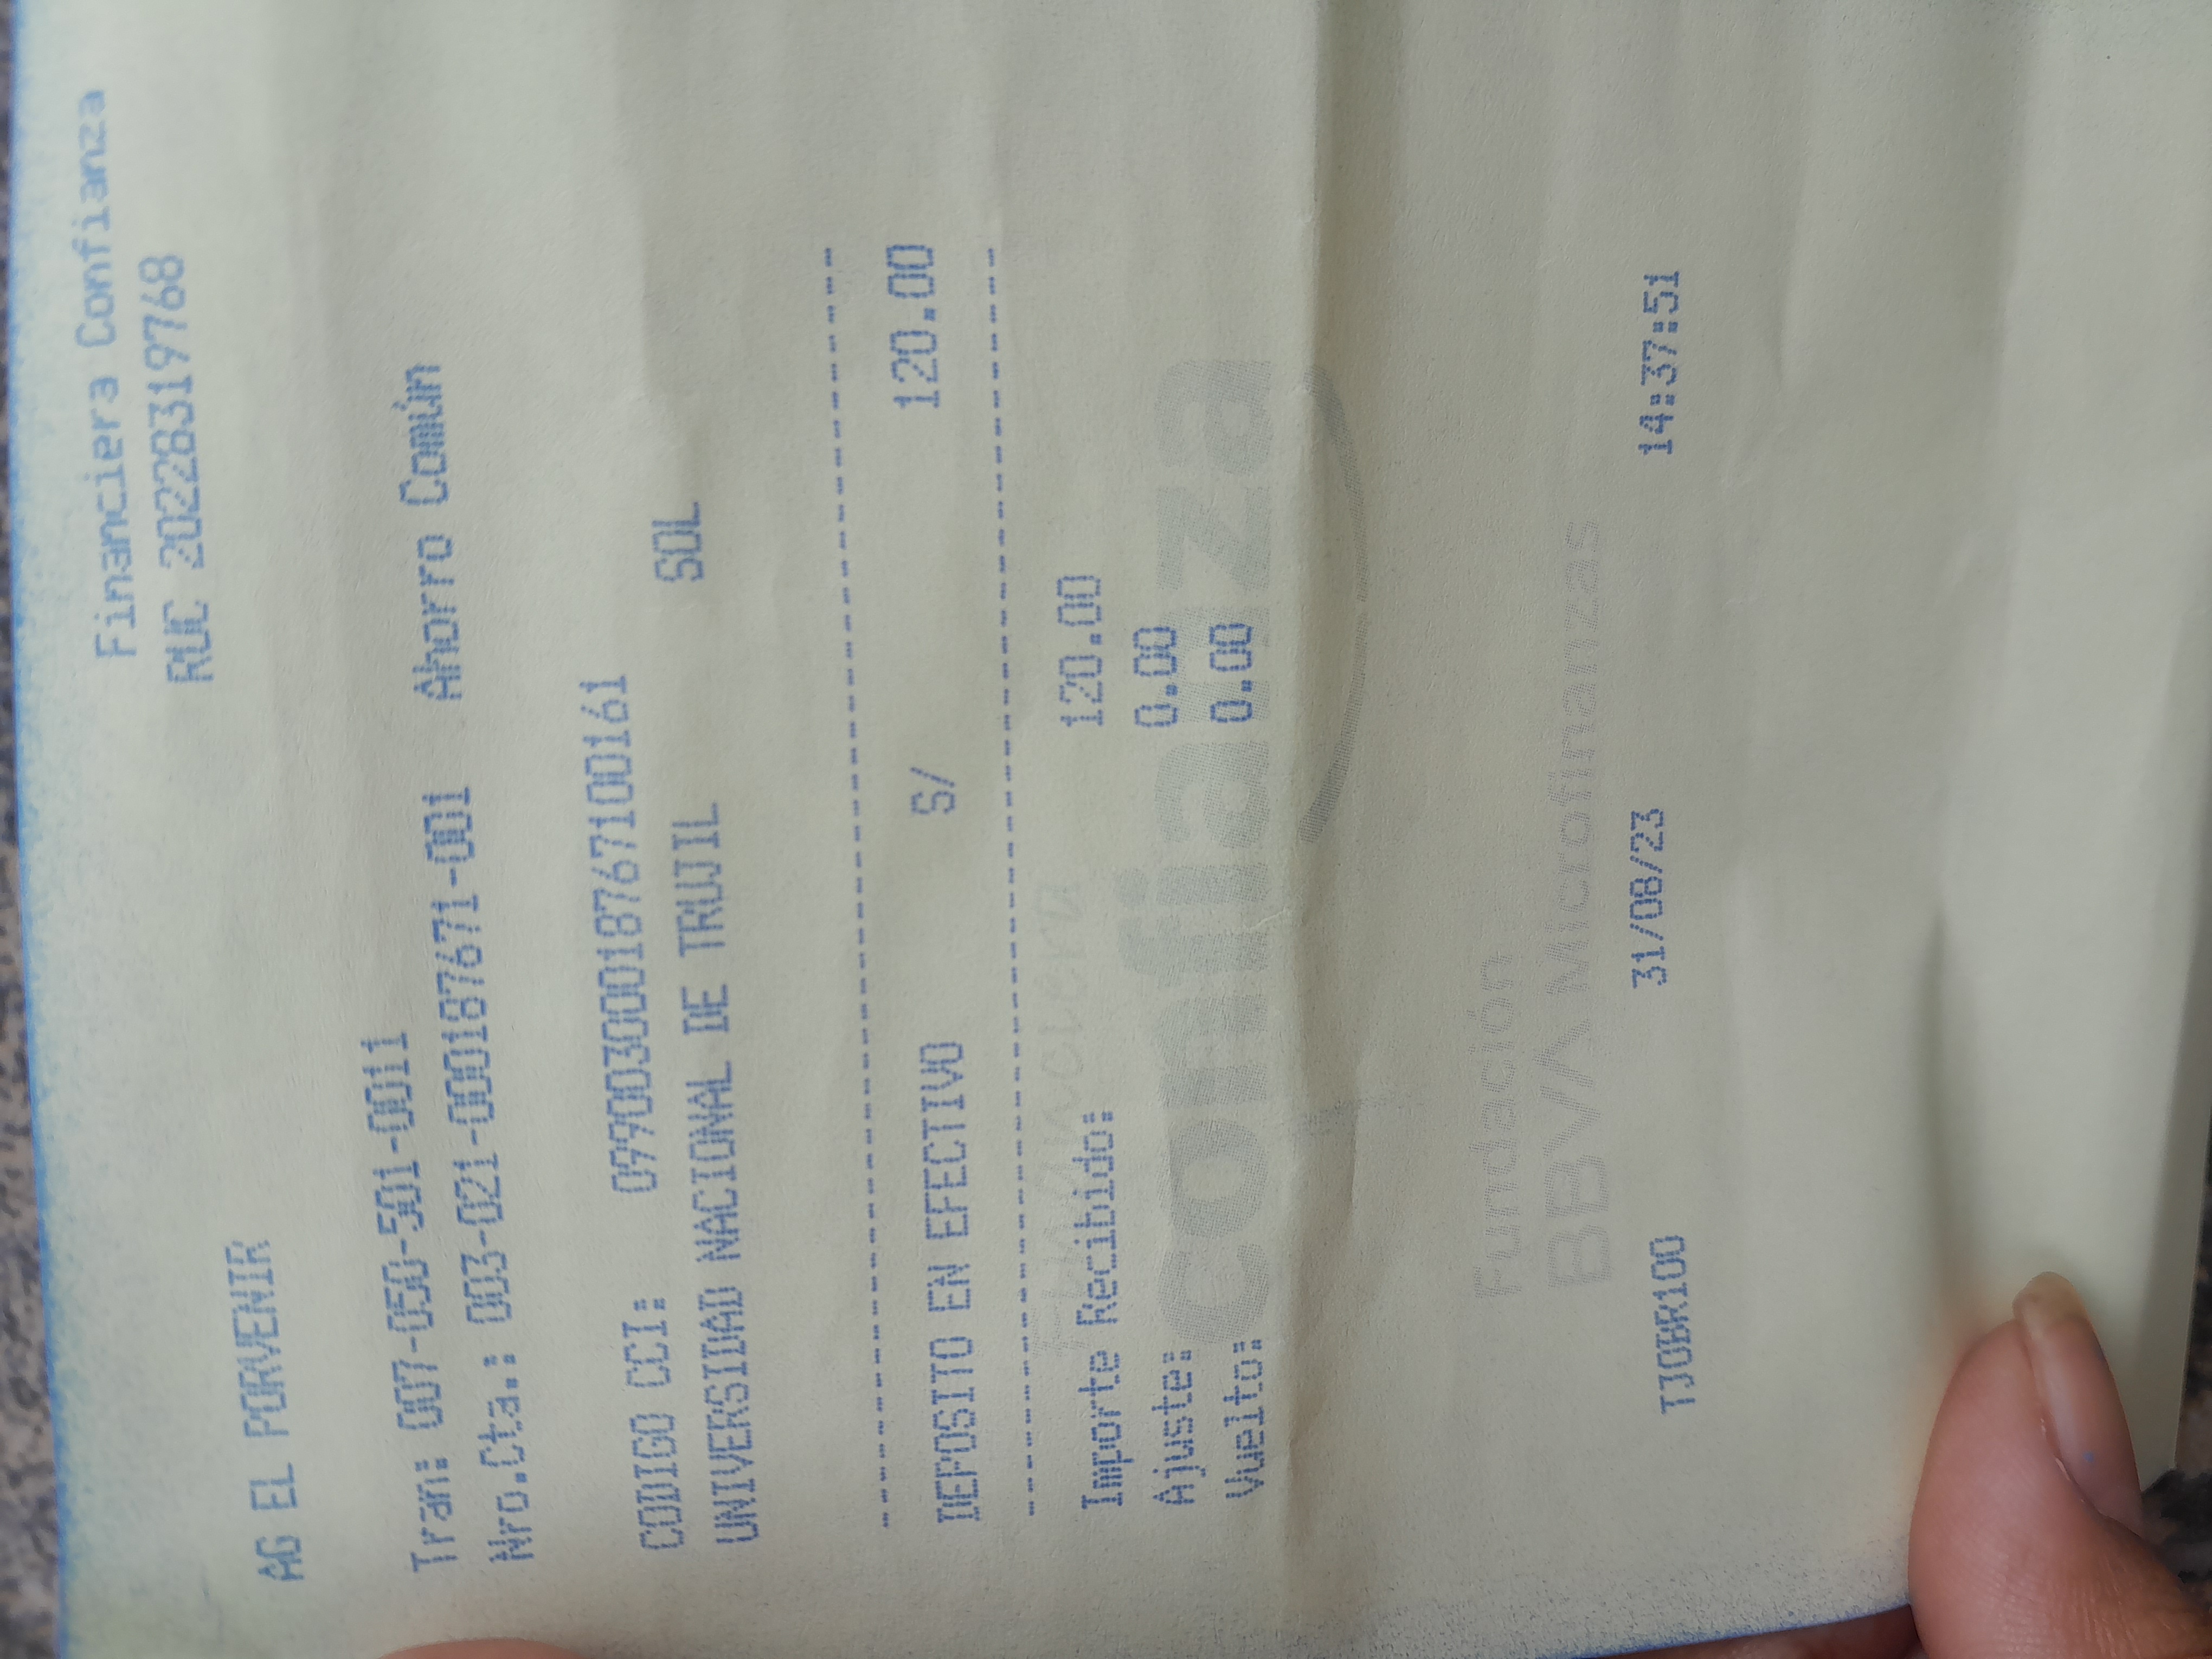 Financiera Confianza
RUC 20228319768
AG EL PORVENIR
Tran: 007-050-501-0011
Nro.Cta.: 003-021-0001867​1-001 Ahorro Común
CODIGO CCI: 09900300018767100161
UNIVERSIDAD NACIONAL DE TRUJIL SOL
DEPOSITO EN EFECTIVO S/ 120.00
Importe Recibido: 120.00
Ajuste: 0.00
Vuelto: 0.00
confianza
Fundación
BBVA Microfinanzas
TJOBR100 31/08/23 14:37:51